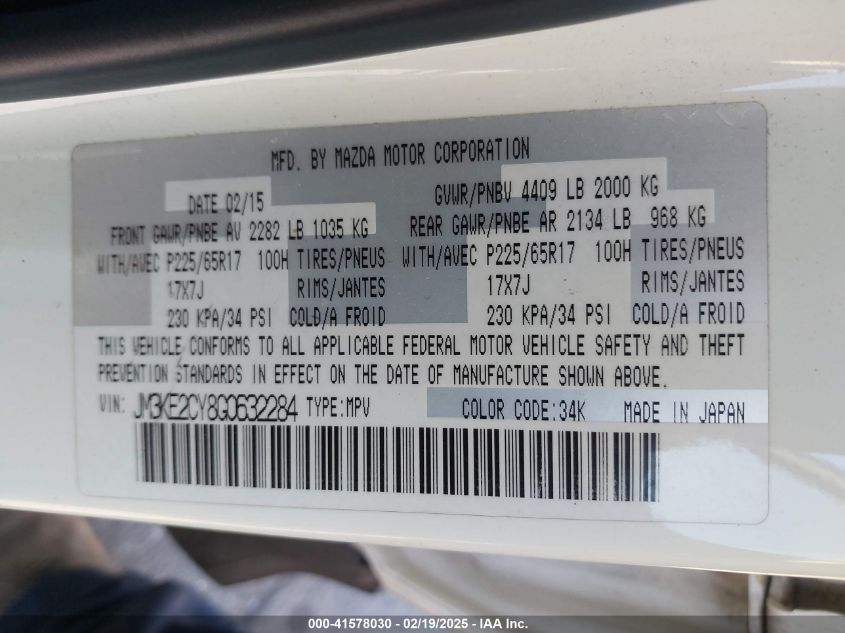 MFD. BY MAZDA MOTOR CORPORATION
DATE 02/15 GVWR/PNBV 4409 LB 2000 KG
FRONT GAWR/PNBE AV 2282 LB 1035 KG REAR GAWR/PNBE AR 2134 LB 968 KG
WITH/AVEC P225/65R17 100H TIRES/PNEUS WITH/AVEC P225/65R17 100H TIRES/PNEUS
17X7J RIMS/JANTES 17X7J RIMS/JANTES
230 KPA/34 PSI COLD/A FROID 230 KPA/34 PSI COLD/A FROID
THIS VEHICLE CONFORMS TO ALL APPLICABLE FEDERAL MOTOR VEHICLE SAFETY AND THEFT
PREVENTION STANDARDS IN EFFECT ON THE DATE OF MANUFACTURE SHOWN ABOVE.
VIN: JM3KE2CY8G0632284 TYPE:MPV COLOR CODE:34K MADE IN JAPAN
000-41578030 - 02/19/2025 - IAA Inc.